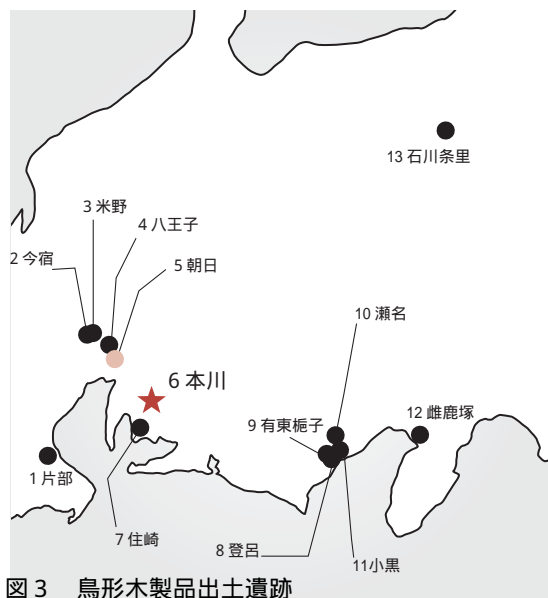 13 石川条里
3 米野
4 八王子
2 今宿
5 朝日
10 瀬名
6 本川
9 有東梔子
12 雌鹿塚
1 片部
7 住崎
8 登呂
11小黒
図 3 鳥形木製品出土遺跡